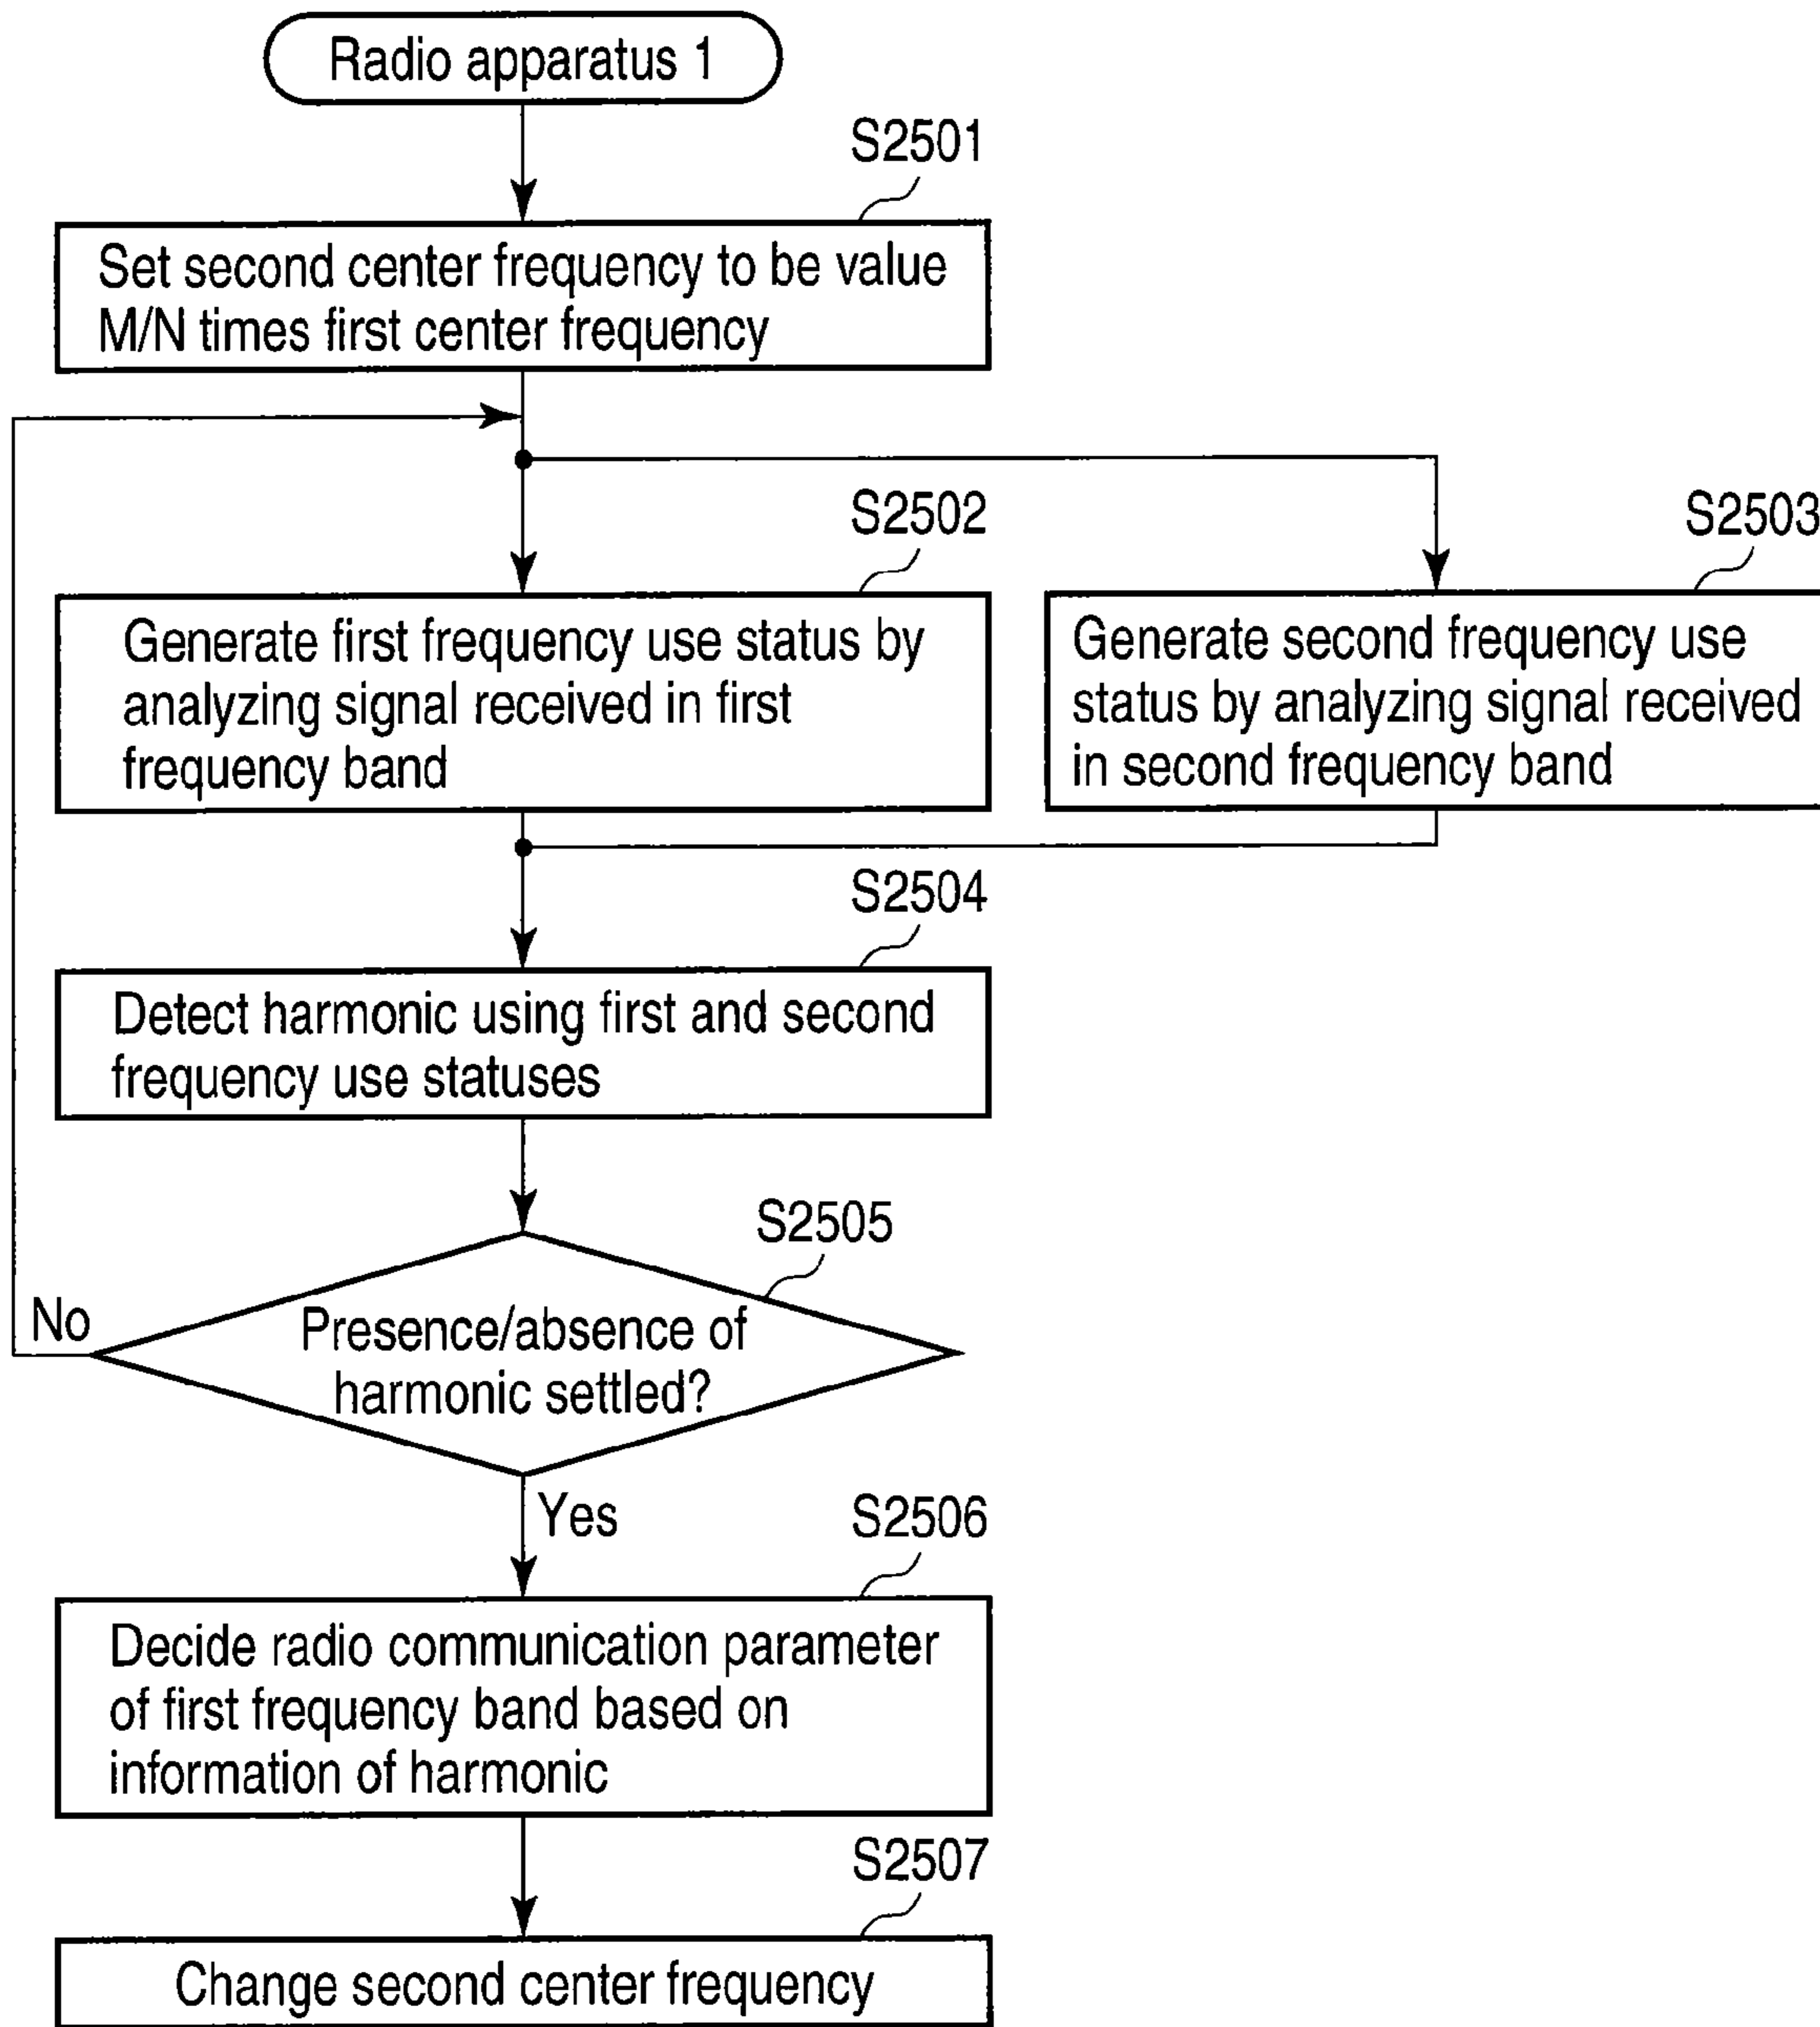 Radio apparatus 1
S2501
Set second center frequency to be value
M/N times first center frequency
S2502
Generate first frequency use status by
analyzing signal received in first
frequency band
S2503
Generate second frequency use
status by analyzing signal received
in second frequency band
S2504
Detect harmonic using first and second
frequency use statuses
S2505
Presence/absence of
harmonic settled?
No
Yes
S2506
Decide radio communication parameter
of first frequency band based on
information of harmonic
S2507
Change second center frequency